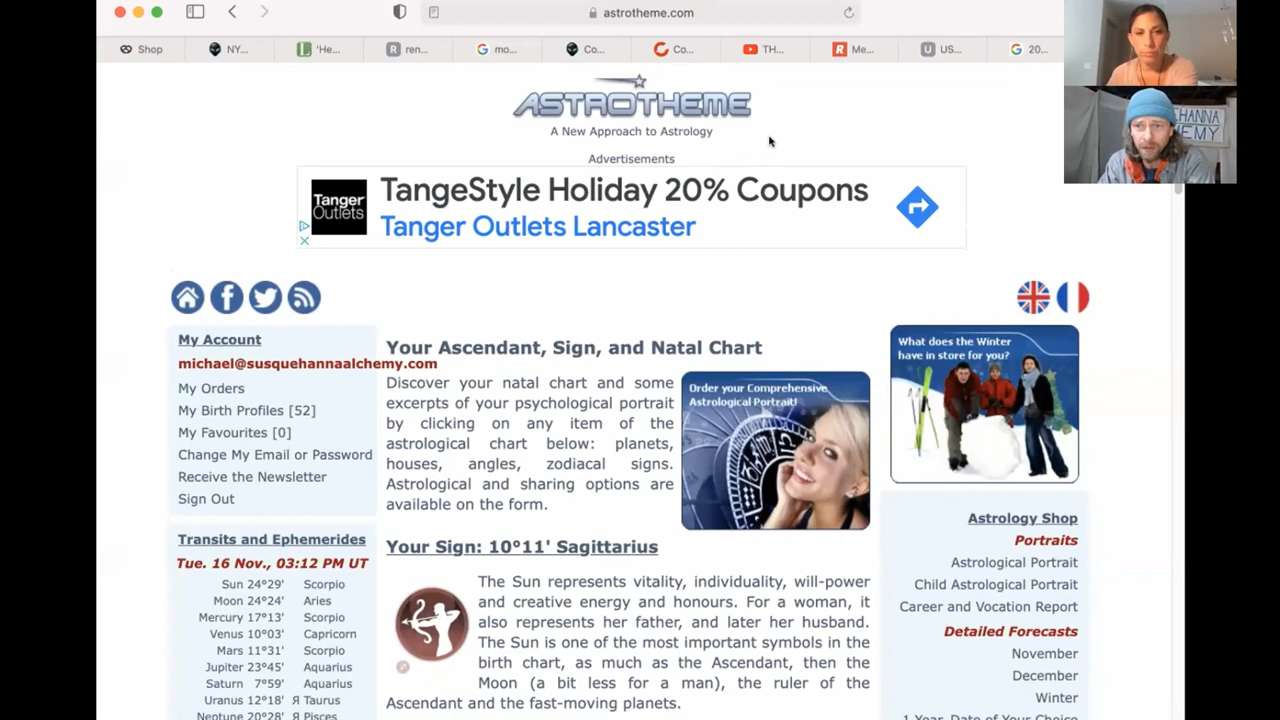 astrotheme.com
Shop
NY...
'He...
ren...
mo...
Co...
Co...
TH...
Me...
US...
20...
HANNA
EMY
ASTROTHEME
A New Approach to Astrology
Advertisements
Tanger
Outlets
TangeStyle Holiday 20% Coupons
Tanger Outlets Lancaster
My Account
michael@susquehannaalchemy.com
My Orders
My Birth Profiles [52]
My Favourites [0]
Change My Email or Password
Receive the Newsletter
Sign Out
Transits and Ephemerides
Tue. 16 Nov., 03:12 PM UT
Sun 24°29' Scorpio
Moon 24°24' Aries
Mercury 17°13' Scorpio
Venus 10°03' Capricorn
Mars 11°31' Scorpio
Jupiter 23°45' Aquarius
Saturn 7°59' Aquarius
Uranus 12°18' Я Taurus
Neptune 20°28' Я Pisces
Your Ascendant, Sign, and Natal Chart
Discover your natal chart and some
excerpts of your psychological portrait
by clicking on any item of the
astrological chart below: planets,
houses, angles, zodiacal signs.
Astrological and sharing options are
available on the form.
Order your Comprehensive
Astrological Portrait!
Your Sign: 10°11' Sagittarius
The Sun represents vitality, individuality, will-power
and creative energy and honours. For a woman, it
also represents her father, and later her husband.
The Sun is one of the most important symbols in the
birth chart, as much as the Ascendant, then the
Moon (a bit less for a man), the ruler of the
Ascendant and the fast-moving planets.
What does the Winter
have in store for you?
Astrology Shop
Portraits
Astrological Portrait
Child Astrological Portrait
Career and Vocation Report
Detailed Forecasts
November
December
Winter
1 Year, Date of Your Choice